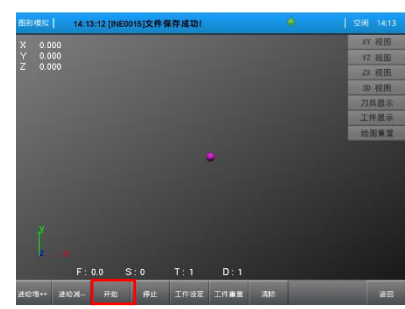 图形模拟 14:13:12 [INE0015]文件保存成功! 空闲 14:13
X 0.000
Y 0.000
Z 0.000
XY 视图
YZ 视图
ZX 视图
3D 视图
刀具显示
工件显示
绘图重置
Y
F: 0.0 S: 0 T: 1 D: 1
进给增++ 进给减-- 开始 停止 工件设定 工件重置 清除 返回